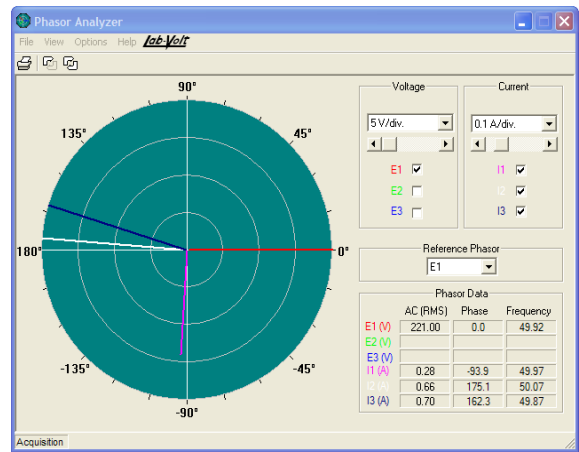 Phasor Analyzer
File View Options Help Lab-Volt
90°
135°
45°
180°
0°
-135°
-45°
-90°
Voltage
5 V/div.
E1
E2
E3
Current
0.1 A/div.
I1
I2
I3
Reference Phasor
E1
Phasor Data
AC (RMS) Phase Frequency
E1 (V) 221.00 0.0 49.92
E2 (V)
E3 (V)
I1 (A) 0.28 -93.9 49.97
I2 (A) 0.66 175.1 50.07
I3 (A) 0.70 162.3 49.87
Acquisition